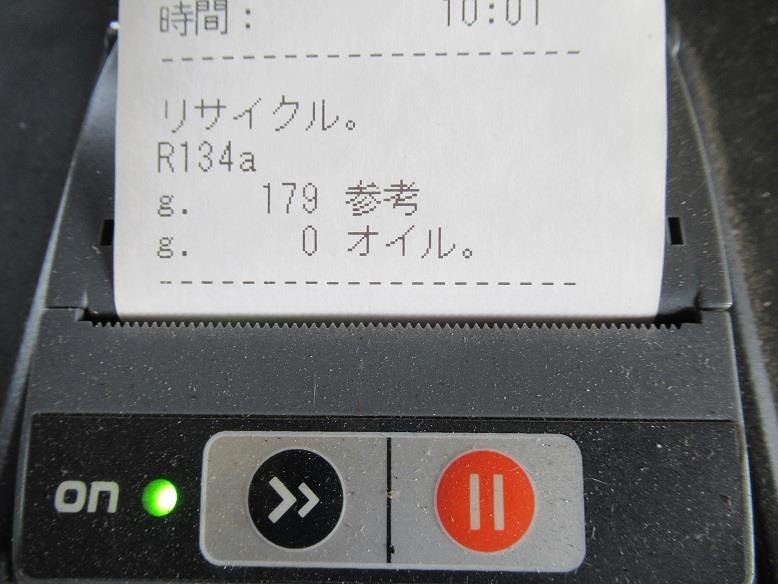 時間: 10:01
--------------------
リサイクル。
R134a
g. 179 参考
g. 0 オイル。
--------------------
on